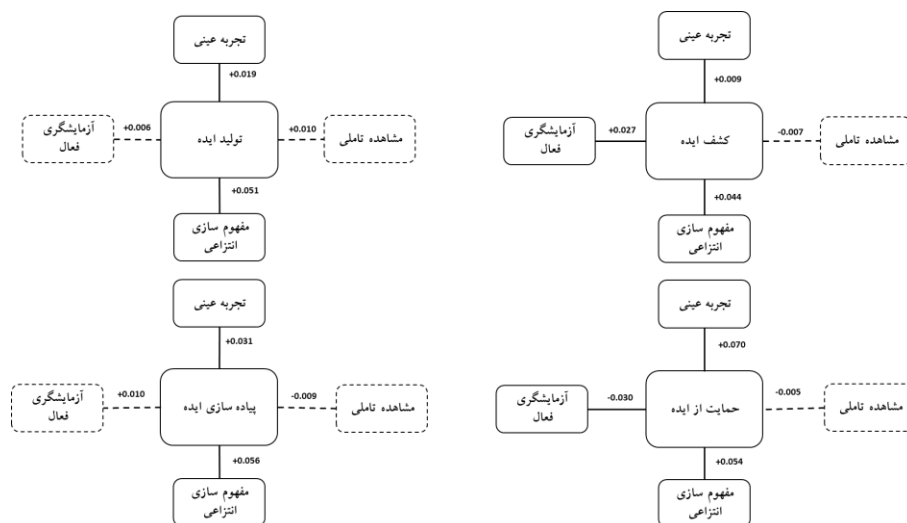 تجربه عینی
+0.019
آزمایشگری
فعال
+0.006
تولید ایده
+0.010
مشاهده تاملی
+0.051
مفهوم سازی
انتزاعی
تجربه عینی
+0.009
آزمایشگری
فعال
+0.027
کشف ایده
-0.007
مشاهده تاملی
+0.044
مفهوم سازی
انتزاعی
تجربه عینی
+0.031
آزمایشگری
فعال
+0.010
پیاده سازی ایده
-0.009
مشاهده تاملی
+0.056
مفهوم سازی
انتزاعی
تجربه عینی
+0.070
آزمایشگری
فعال
-0.030
حمایت از ایده
-0.005
مشاهده تاملی
+0.054
مفهوم سازی
انتزاعی